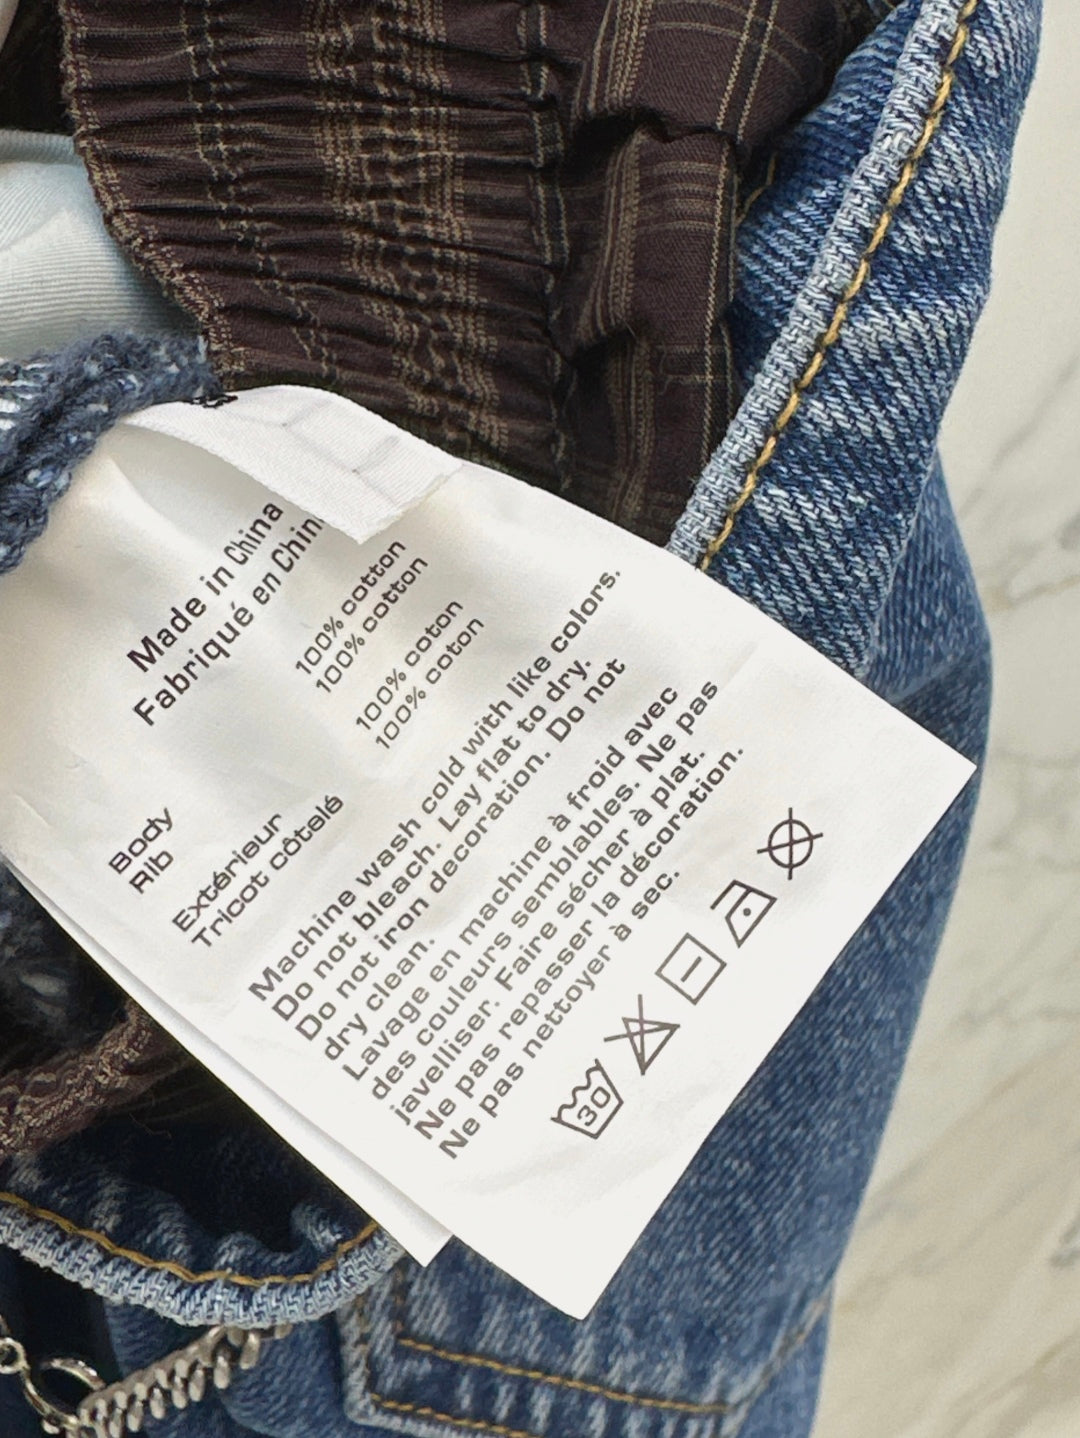 Made in China
Fabriqué en Chin
Body 100% cotton
Rib 100% cotton
Extérieur 100% coton
Tricot côtelé 100% coton
Machine wash cold with like colors.
Do not bleach. Lay flat to dry.
Do not iron decoration. Do not
dry clean.
Lavage en machine à froid avec
des couleurs semblables. Ne pas
javelliser. Faire sécher à plat.
Ne pas repasser la décoration.
Ne pas nettoyer à sec.
30